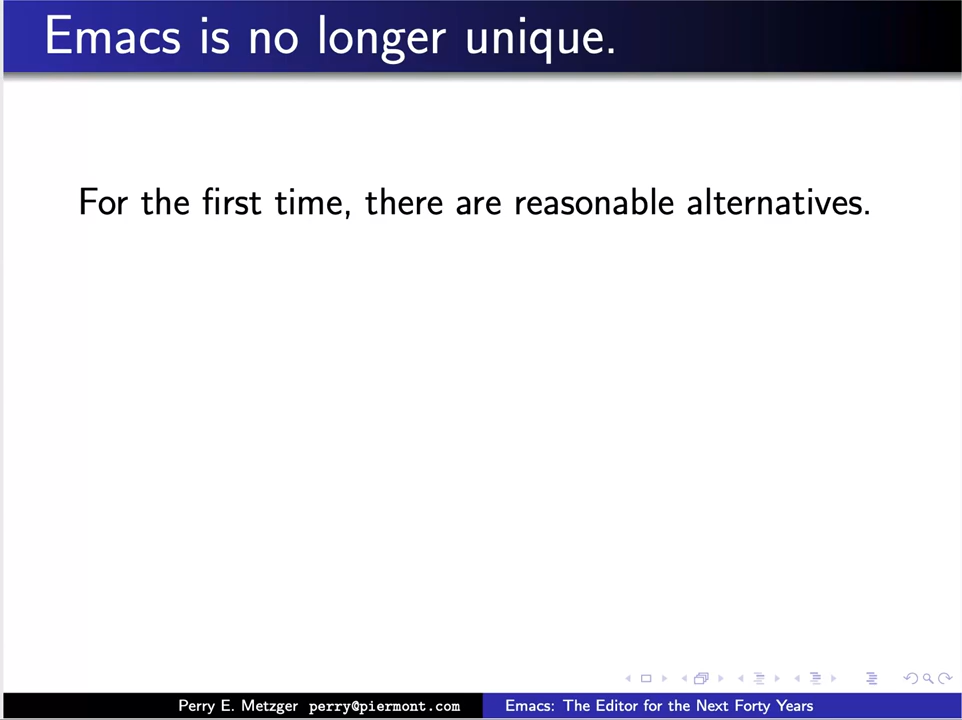 Emacs is no longer unique.
For the first time, there are reasonable alternatives.
Perry E. Metzger perry@piermont.com
Emacs: The Editor for the Next Forty Years